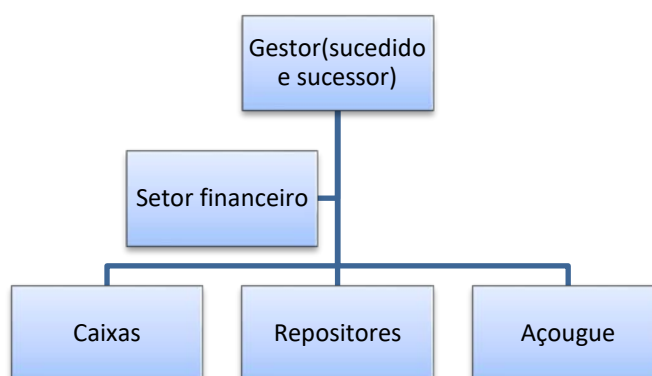 Gestor(sucedido
e sucessor)
Setor financeiro
Caixas
Repositores
Açougue